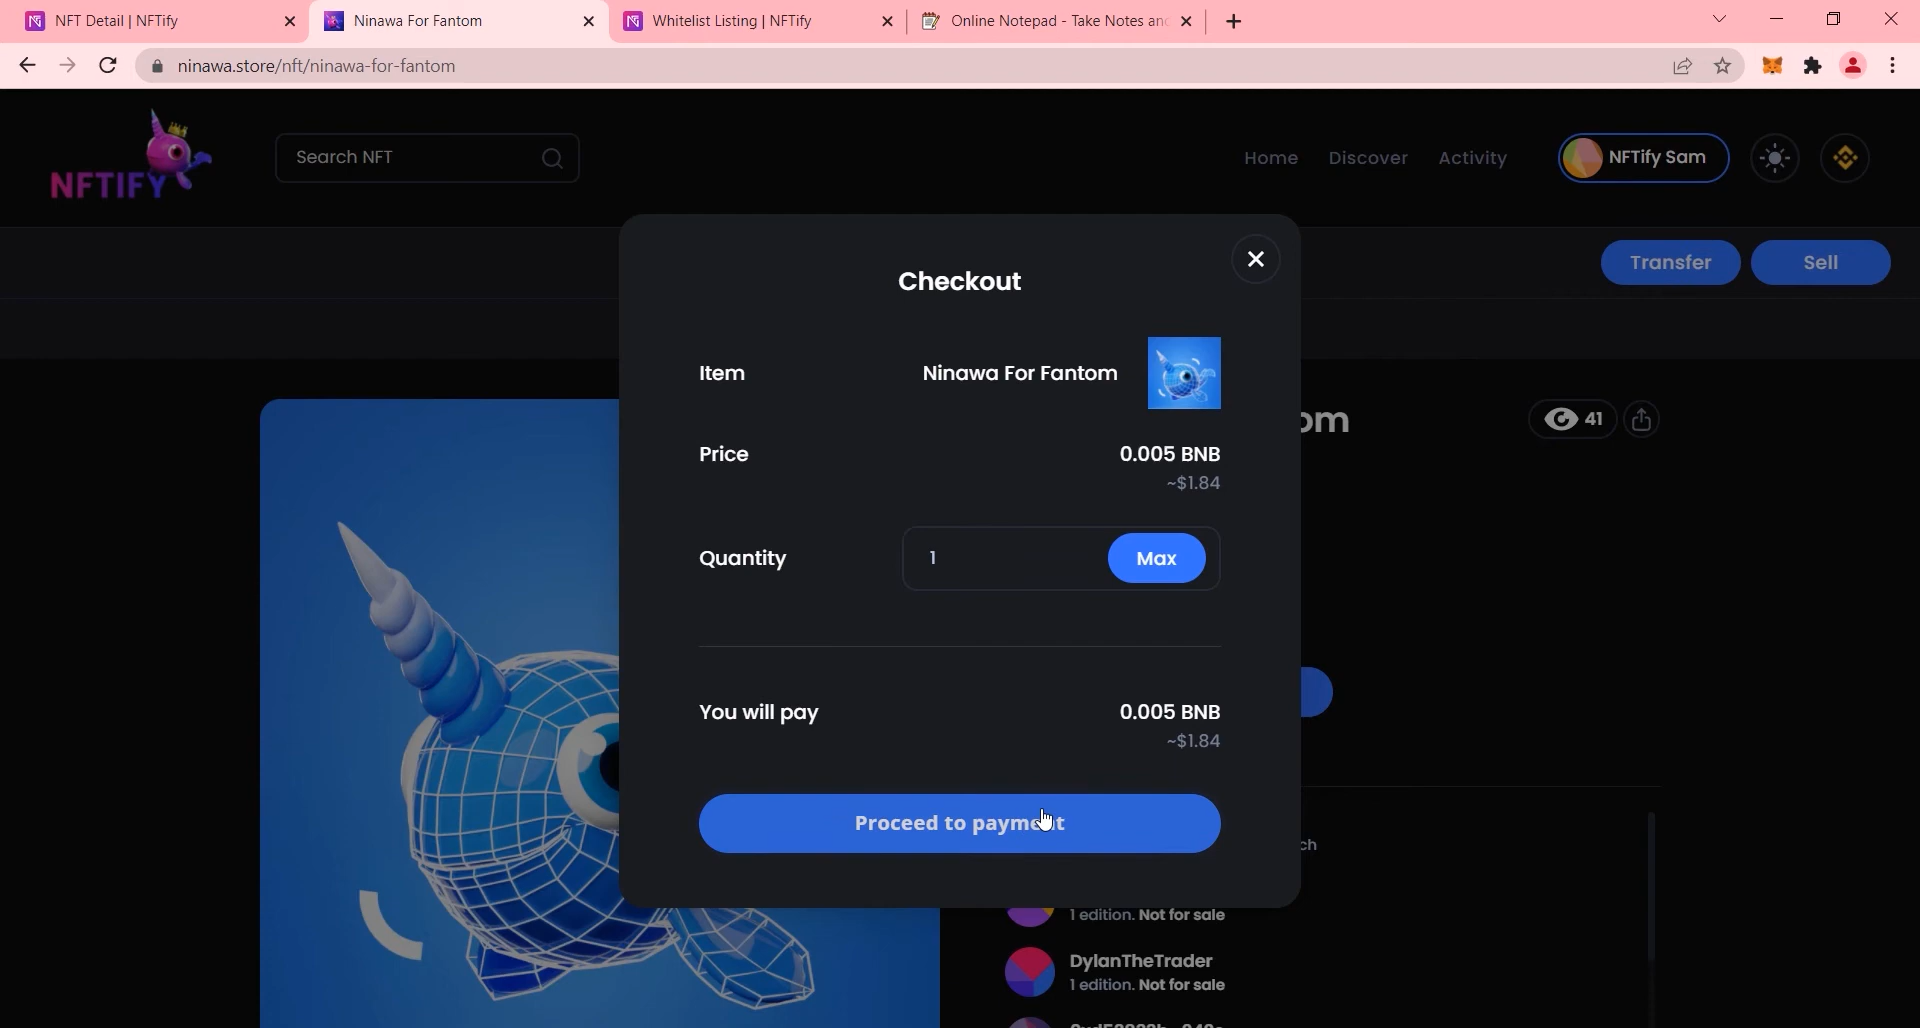 NFT Detail | NFTify
Ninawa For Fantom
Whitelist Listing | NFTify
Online Notepad - Take Notes an
ninawa.store/nft/ninawa-for-fantom
NFTIFY
Search NFT
Home
Discover
Activity
NFTify Sam
Transfer
Sell
Checkout
Item
Ninawa For Fantom
om
41
Price
0.005 BNB
~$1.84
Quantity
1
Max
You will pay
0.005 BNB
~$1.84
Proceed to payment
ch
1 edition. Not for sale
DylanTheTrader
1 edition. Not for sale